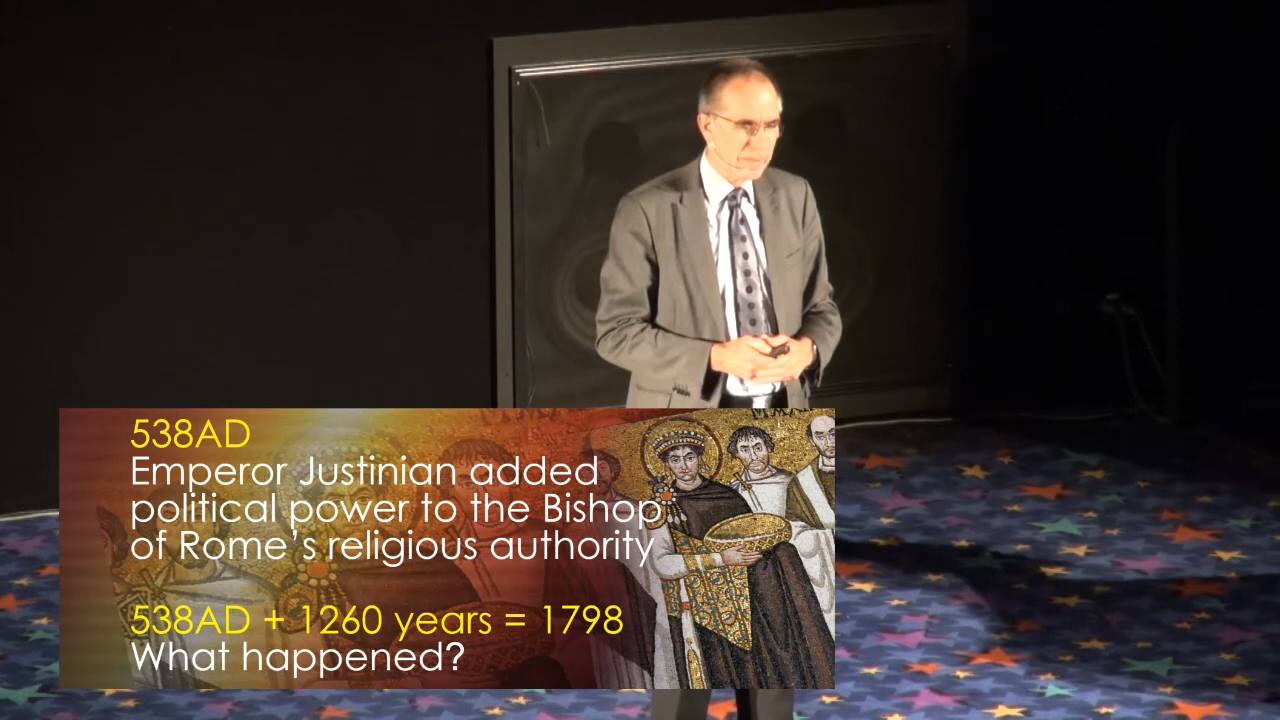 538AD
Emperor Justinian added
political power to the Bishop
of Rome's religious authority
538AD + 1260 years = 1798
What happened?